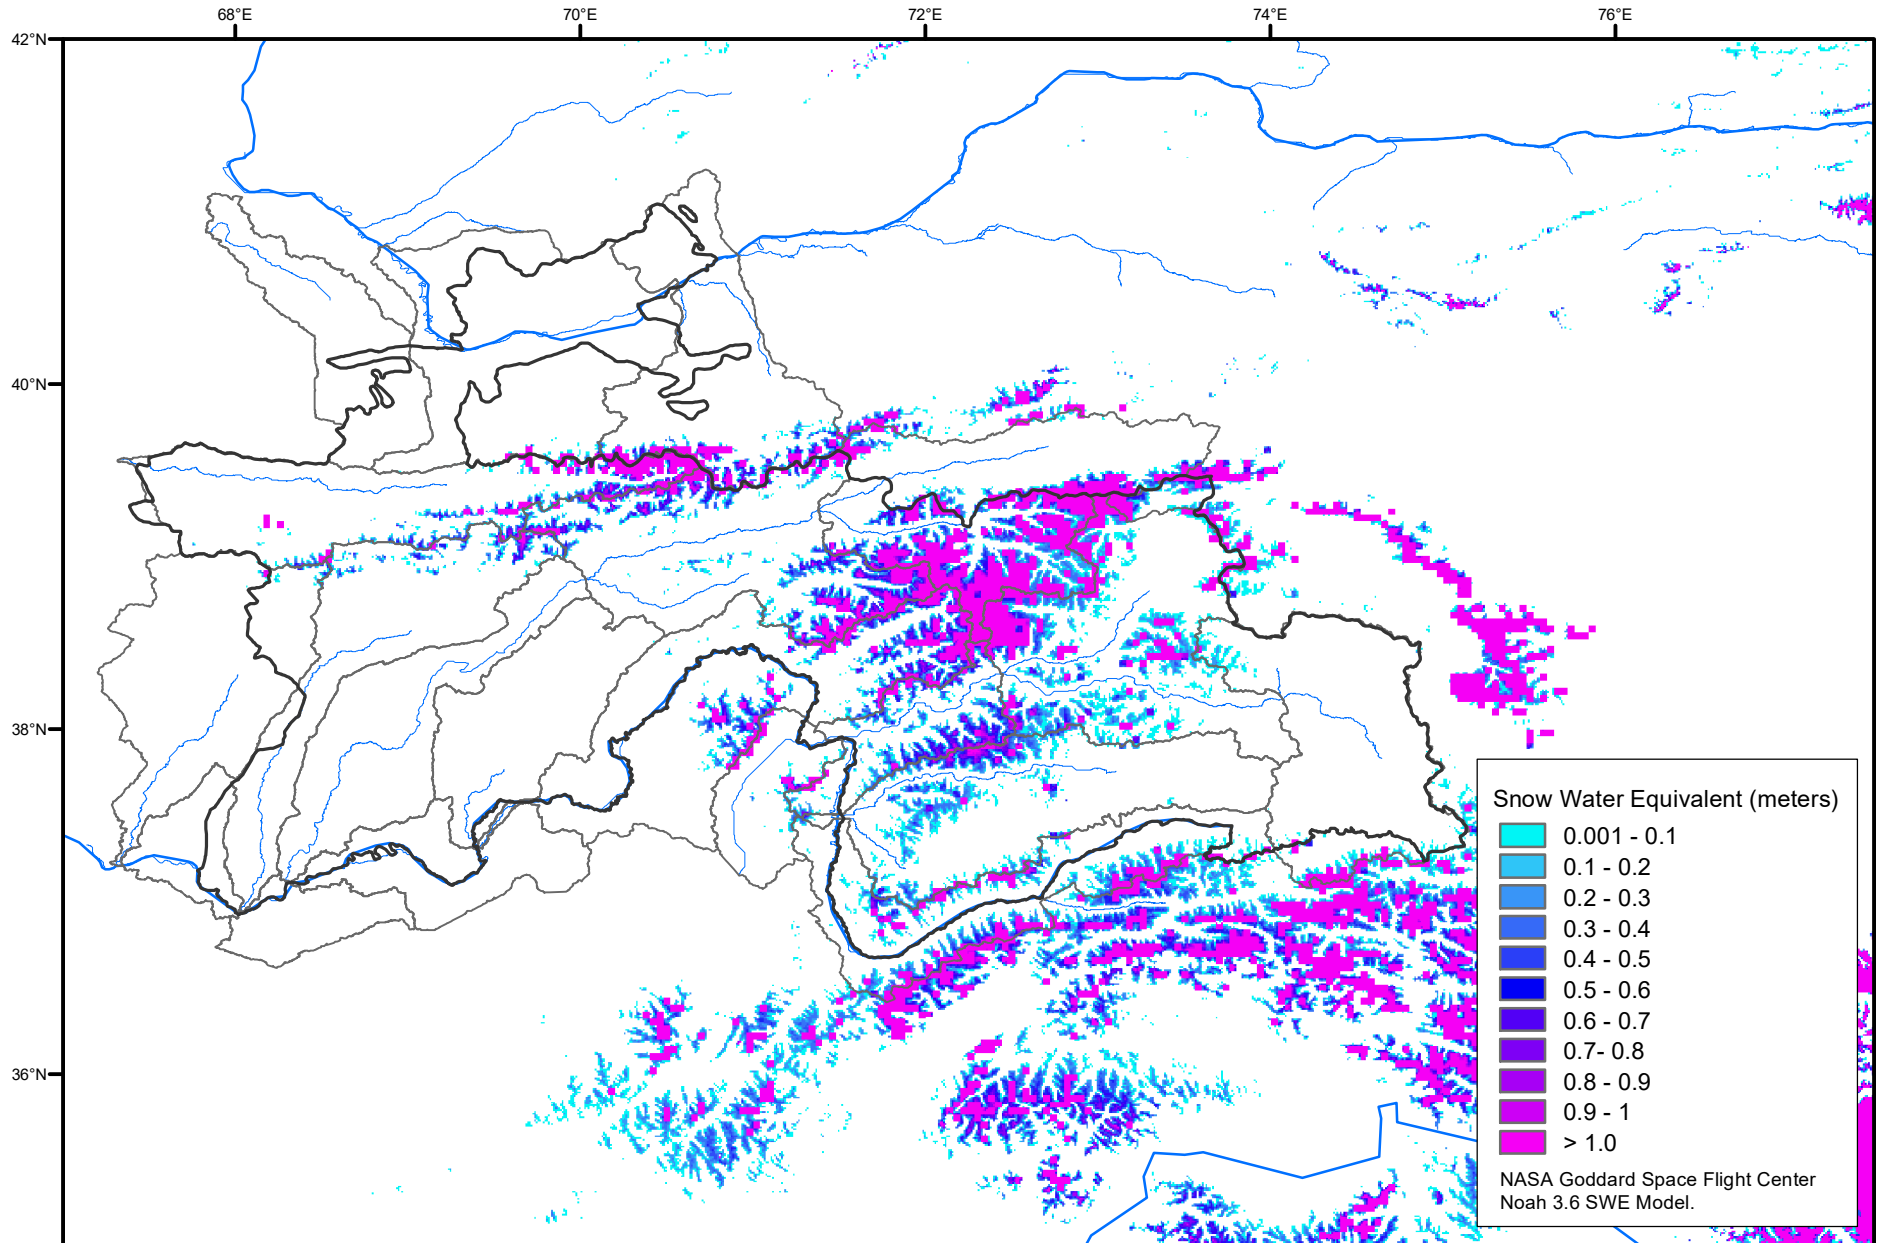 68°E 70°E 72°E 74°E 76°E
42°N
40°N
38°N
36°N
Snow Water Equivalent (meters)
0.001 - 0.1
0.1 - 0.2
0.2 - 0.3
0.3 - 0.4
0.4 - 0.5
0.5 - 0.6
0.6 - 0.7
0.7- 0.8
0.8 - 0.9
0.9 - 1
> 1.0
NASA Goddard Space Flight Center
Noah 3.6 SWE Model.